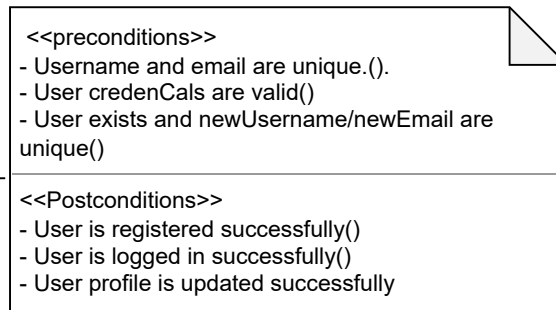 <<preconditions>>
- Username and email are unique.().
- User credenCals are valid()
- User exists and newUsername/newEmail are
unique()
<<Postconditions>>
- User is registered successfully()
- User is logged in successfully()
- User profile is updated successfully